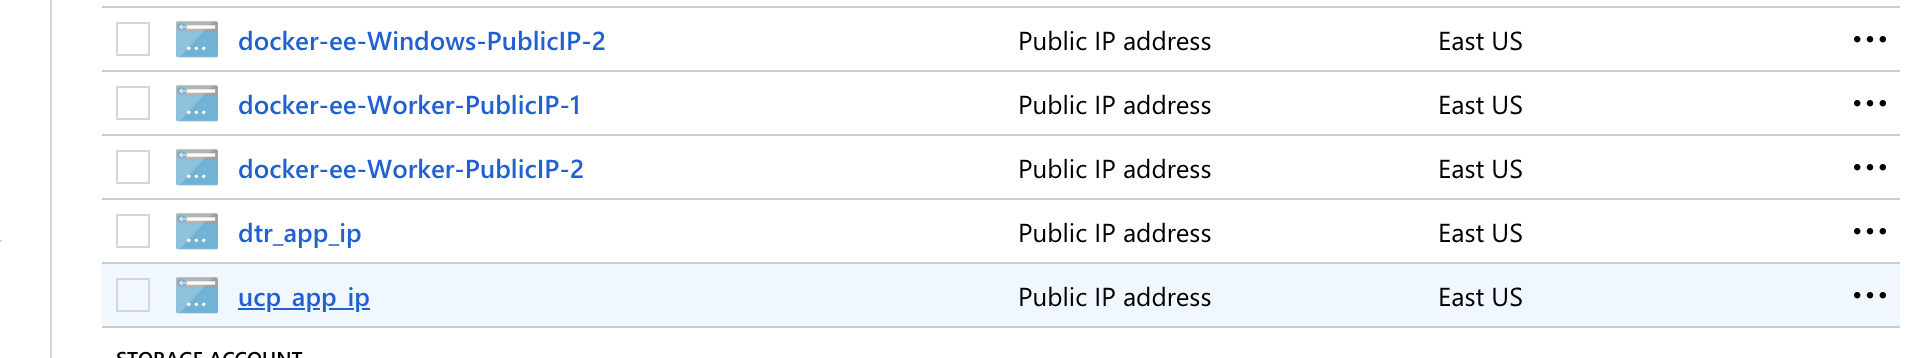 docker-ee-Windows-PublicIP-2 Public IP address East US •••
docker-ee-Worker-PublicIP-1 Public IP address East US •••
docker-ee-Worker-PublicIP-2 Public IP address East US •••
dtr_app_ip Public IP address East US •••
ucp_app_ip Public IP address East US •••
STORAGE ACCOUNT